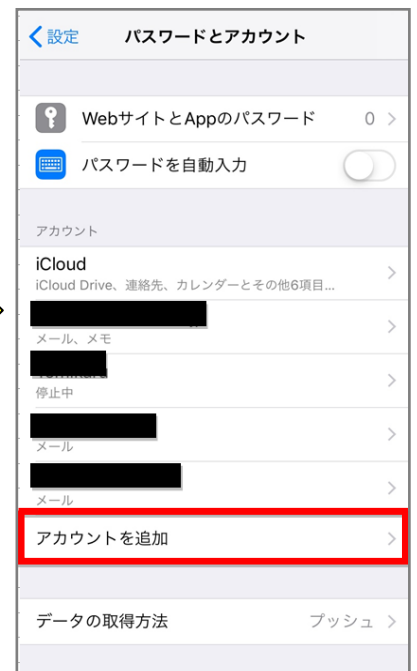 設定
パスワードとアカウント
WebサイトとAppのパスワード 0
パスワードを自動入力
アカウント
iCloud
iCloud Drive、連絡先、カレンダーとその他6項目...
メール、メモ
停止中
メール
メール
アカウントを追加
データの取得方法 プッシュ